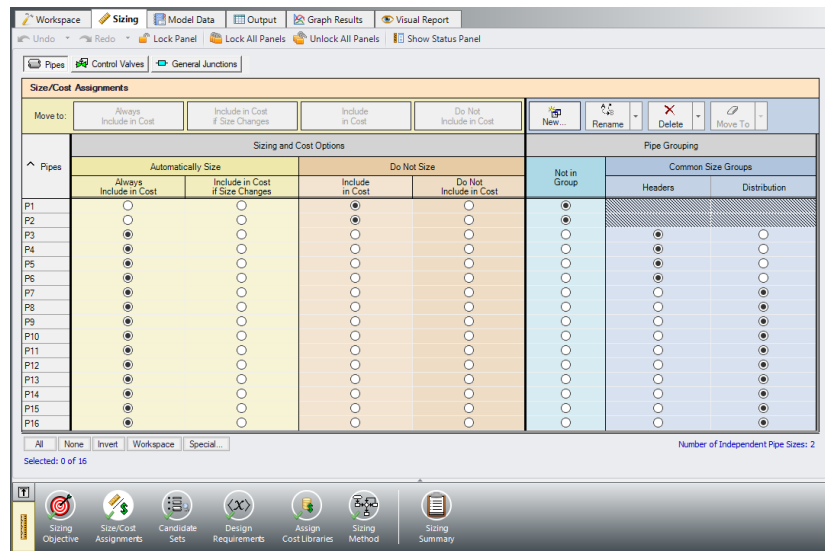 Workspace Sizing Model Data Output Graph Results Visual Report
Undo Redo Lock Panel Lock All Panels Unlock All Panels Show Status Panel
Pipes Control Valves General Junctions
Size/Cost Assignments
Move to: Always Include in Cost Include in Cost if Size Changes Include in Cost Do Not Include in Cost New... Rename Delete Move To
Sizing and Cost Options Pipe Grouping
Pipes Automatically Size Do Not Size Not in Group Common Size Groups
Always Include in Cost Include in Cost if Size Changes Include in Cost Do Not Include in Cost Headers Distribution
P1
P2
P3
P4
P5
P6
P7
P8
P9
P10
P11
P12
P13
P14
P15
P16
All None Invert Workspace Special... Number of Independent Pipe Sizes: 2
Selected: 0 of 16
Sizing Objective Size/Cost Assignments Candidate Sets Design Requirements Assign Cost Libraries Sizing Method Sizing Summary